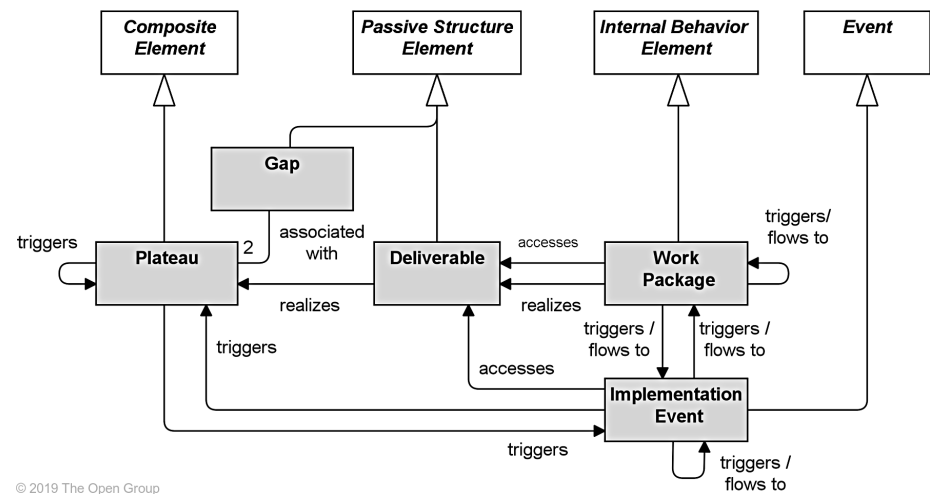 Composite
Element
Passive Structure
Element
Internal Behavior
Element
Event
Gap
triggers
Plateau
2
associated
with
Deliverable
accesses
Work
Package
triggers/
flows to
realizes
realizes
triggers /
flows to
triggers /
flows to
triggers
accesses
Implementation
Event
triggers
triggers /
flows to
© 2019 The Open Group